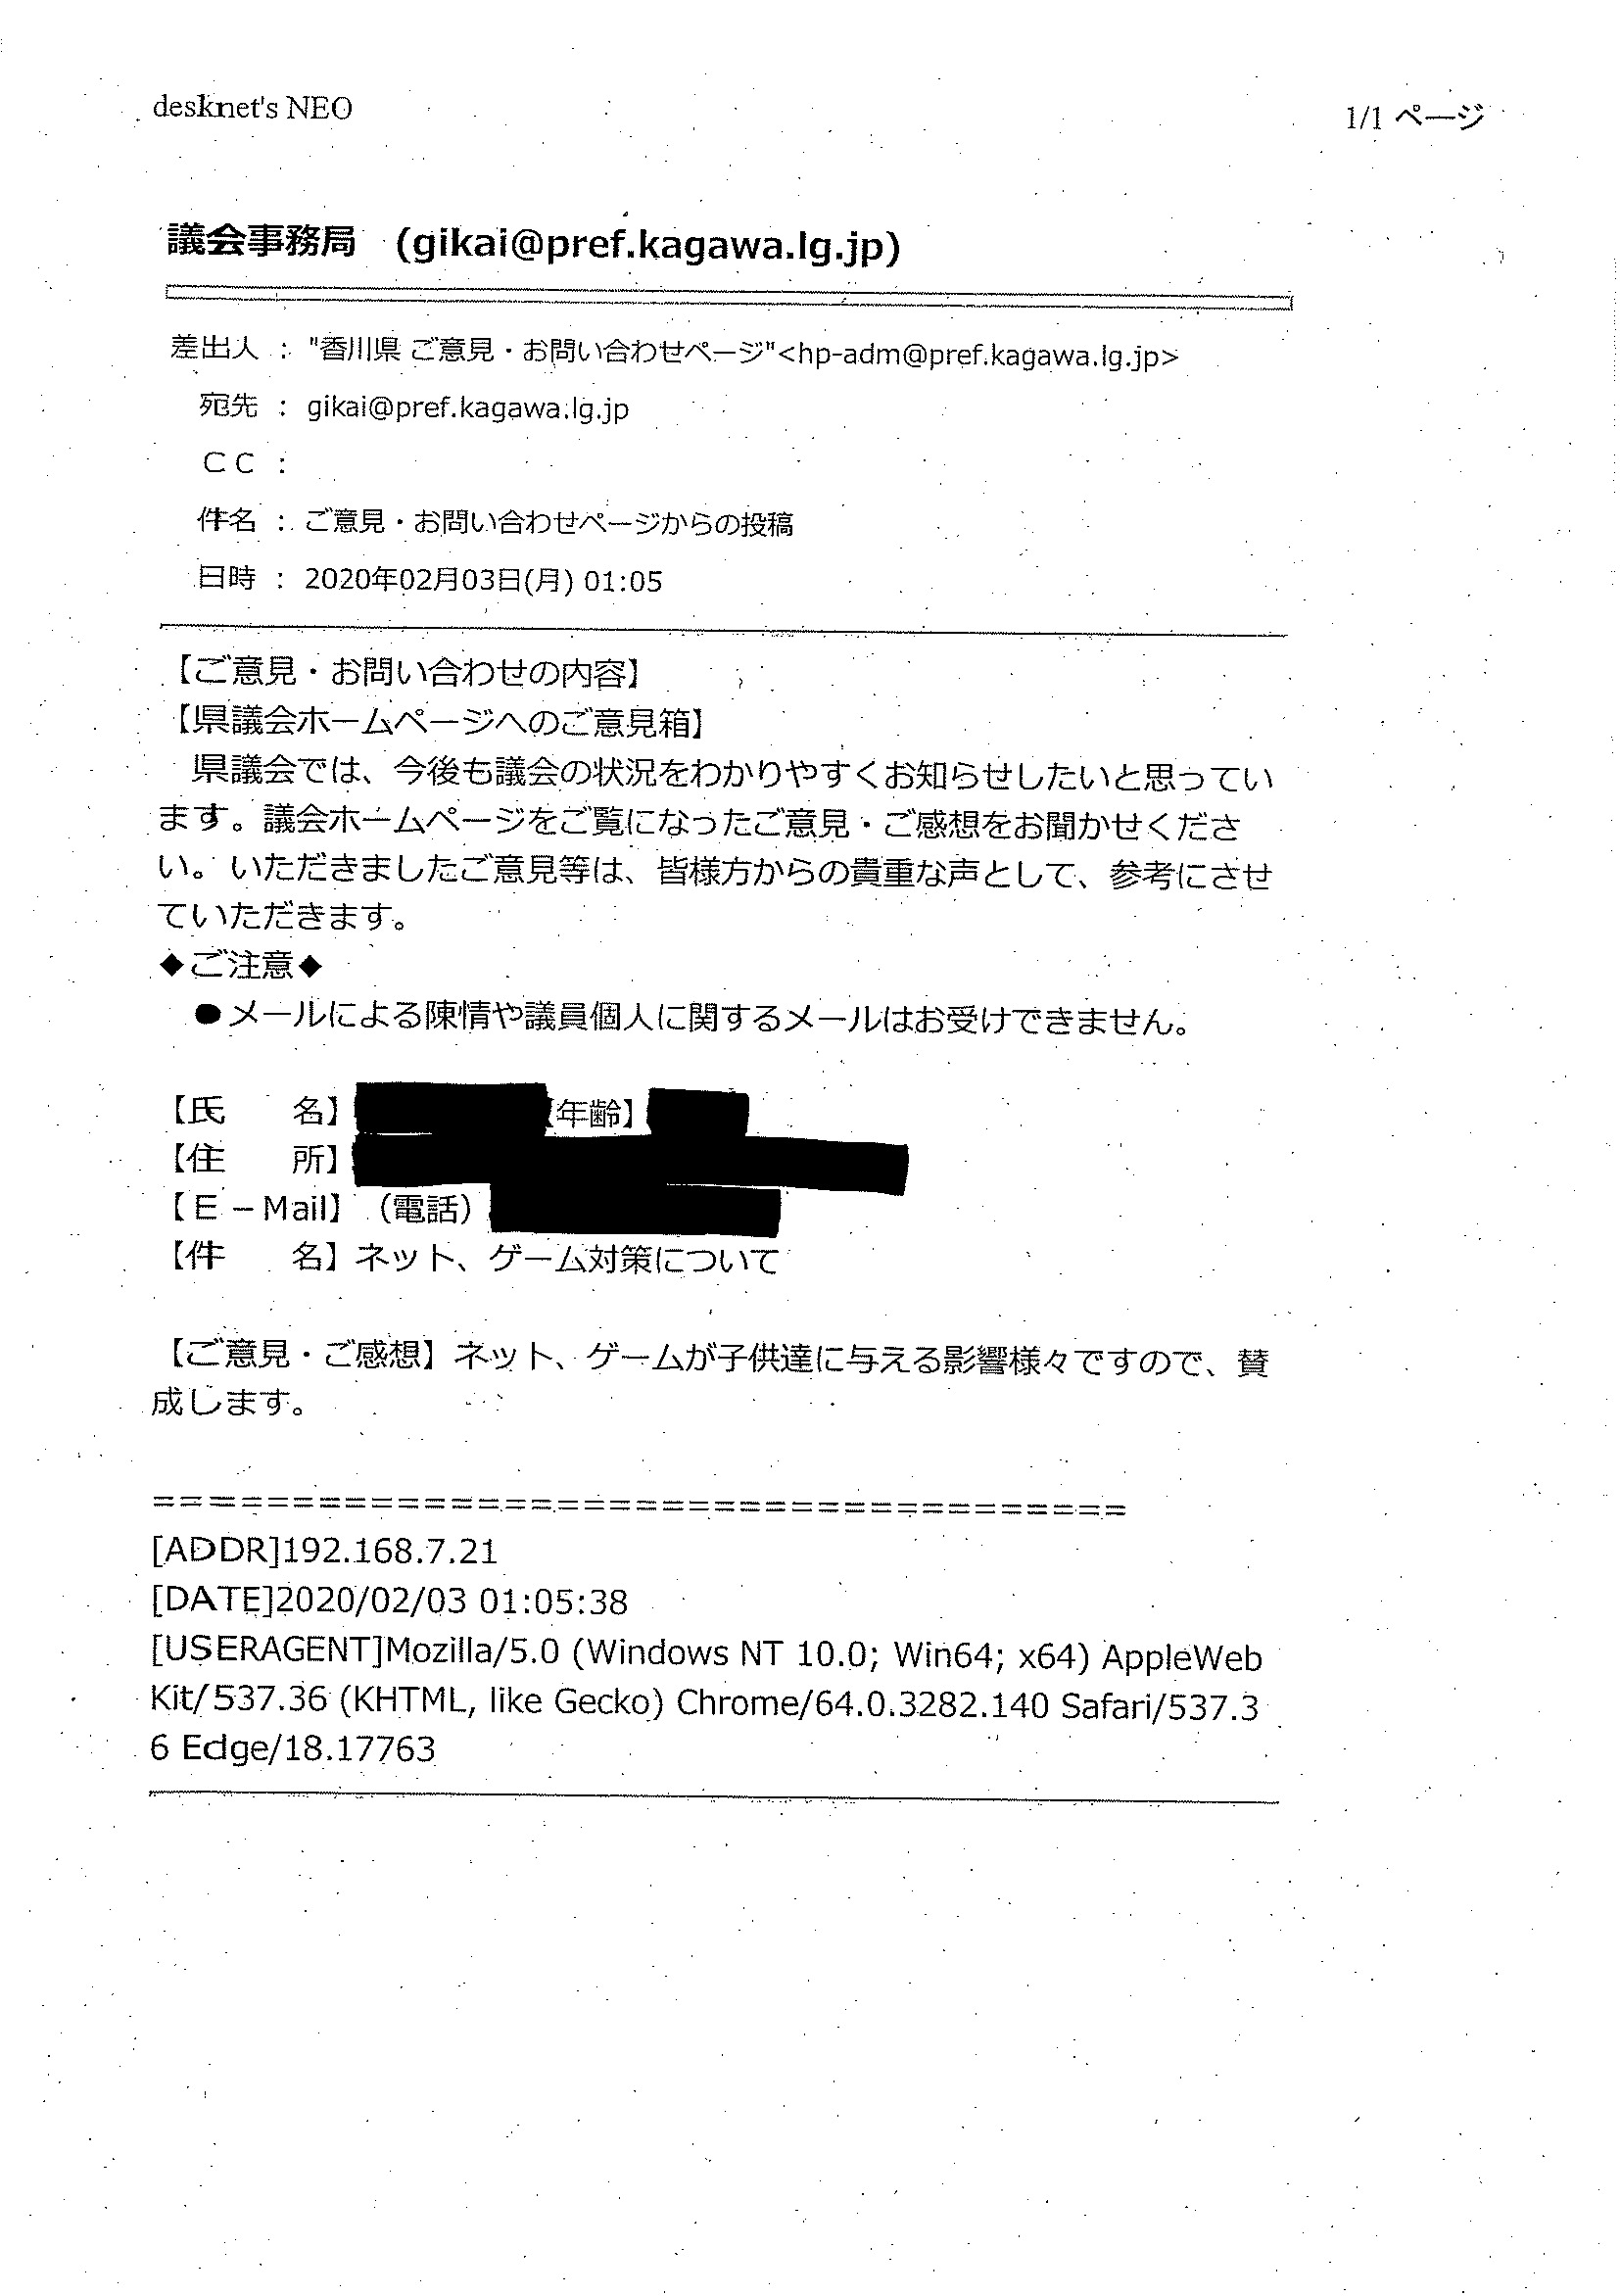 desknet's NEO
1/1 ページ
議会事務局 (gikai@pref.kagawa.lg.jp)
差出人 : "香川県 ご意見・お問い合わせページ"<hp-adm@pref.kagawa.lg.jp>
宛先 : gikai@pref.kagawa.lg.jp
ＣＣ :
件名 : ご意見・お問い合わせページからの投稿
日時 : 2020年02月03日(月) 01:05
【ご意見・お問い合わせの内容】
【県議会ホームページへのご意見箱】
県議会では、今後も議会の状況をわかりやすくお知らせしたいと思ってい
ます。議会ホームページをご覧になったご意見・ご感想をお聞かせくださ
い。いただきましたご意見等は、皆様方からの貴重な声として、参考にさせ
ていただきます。
◆ご注意◆
●メールによる陳情や議員個人に関するメールはお受けできません。
【氏　　名】 【年齢】
【住　　所】
【Ｅ－Mail】（電話）
【件　　名】ネット、ゲーム対策について
【ご意見・ご感想】ネット、ゲームが子供達に与える影響様々ですので、賛
成します。
=====================================
[ADDR]192.168.7.21
[DATE]2020/02/03 01:05:38
[USERAGENT]Mozilla/5.0 (Windows NT 10.0; Win64; x64) AppleWeb
Kit/537.36 (KHTML, like Gecko) Chrome/64.0.3282.140 Safari/537.3
6 Edge/18.17763